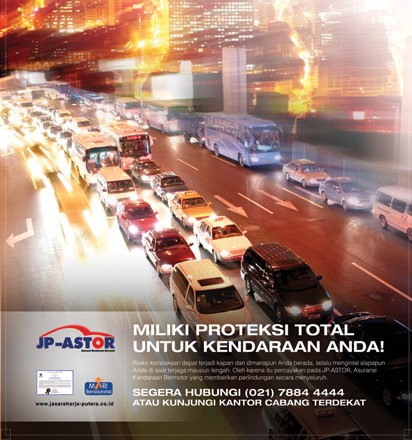 MILIKI PROTEKSI TOTAL
UNTUK KENDARAAN ANDA!
Risiko kecelakaan dapat terjadi kapan dan dimanapun Anda berada, selalu mengintai siapapun
Anda di saat terjaga maupun lengah. Oleh karena itu percayakan pada JP-ASTOR, Asuransi
Kendaraan Bermotor yang memberikan perlindungan secara menyeluruh.
SEGERA HUBUNGI (021) 7884 4444
ATAU KUNJUNGI KANTOR CABANG TERDEKAT
JP-ASTOR
MARI
Berasuransi
www.jasaraharja-putera.co.id